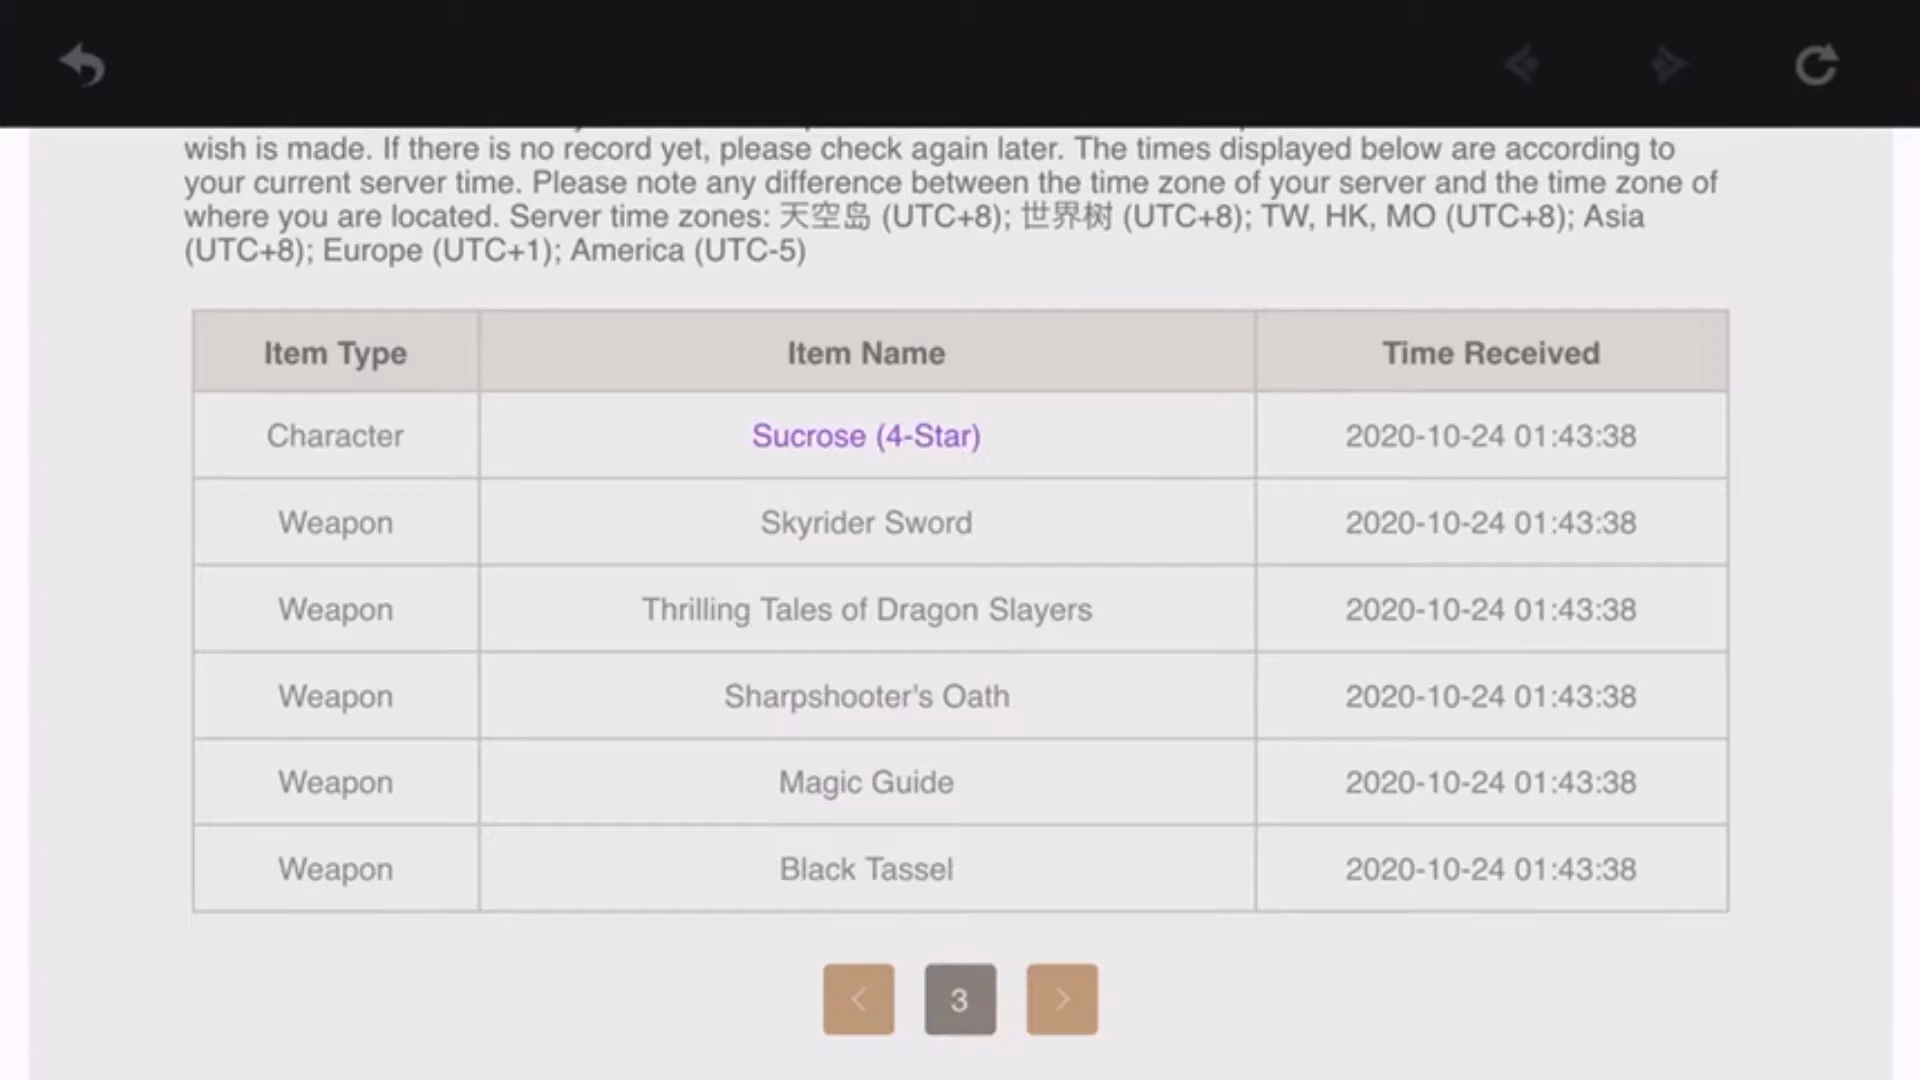 wish is made. If there is no record yet, please check again later. The times displayed below are according to
your current server time. Please note any difference between the time zone of your server and the time zone of
where you are located. Server time zones: 天空岛 (UTC+8); 世界树 (UTC+8); TW, HK, MO (UTC+8); Asia
(UTC+8); Europe (UTC+1); America (UTC-5)
Item Type Item Name Time Received
Character Sucrose (4-Star) 2020-10-24 01:43:38
Weapon Skyrider Sword 2020-10-24 01:43:38
Weapon Thrilling Tales of Dragon Slayers 2020-10-24 01:43:38
Weapon Sharpshooter's Oath 2020-10-24 01:43:38
Weapon Magic Guide 2020-10-24 01:43:38
Weapon Black Tassel 2020-10-24 01:43:38
< 3 >